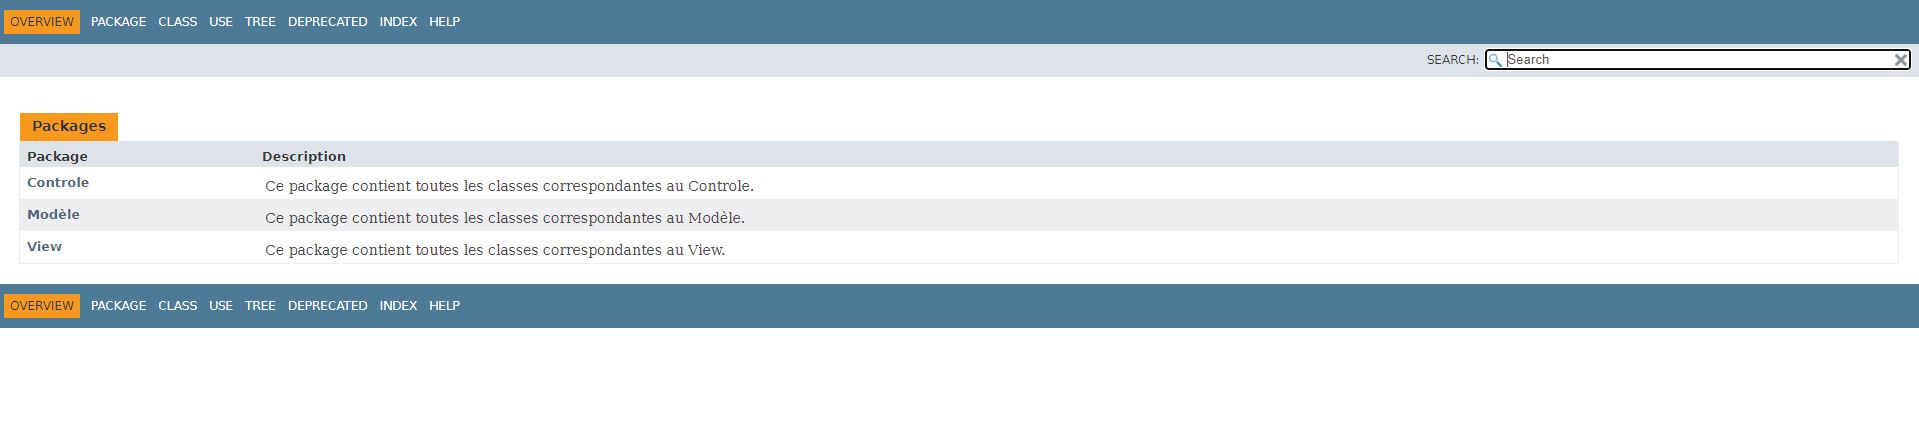 OVERVIEW PACKAGE CLASS USE TREE DEPRECATED INDEX HELP
SEARCH: Search
Packages
Package Description
Controle Ce package contient toutes les classes correspondantes au Controle.
Modèle Ce package contient toutes les classes correspondantes au Modèle.
View Ce package contient toutes les classes correspondantes au View.
OVERVIEW PACKAGE CLASS USE TREE DEPRECATED INDEX HELP